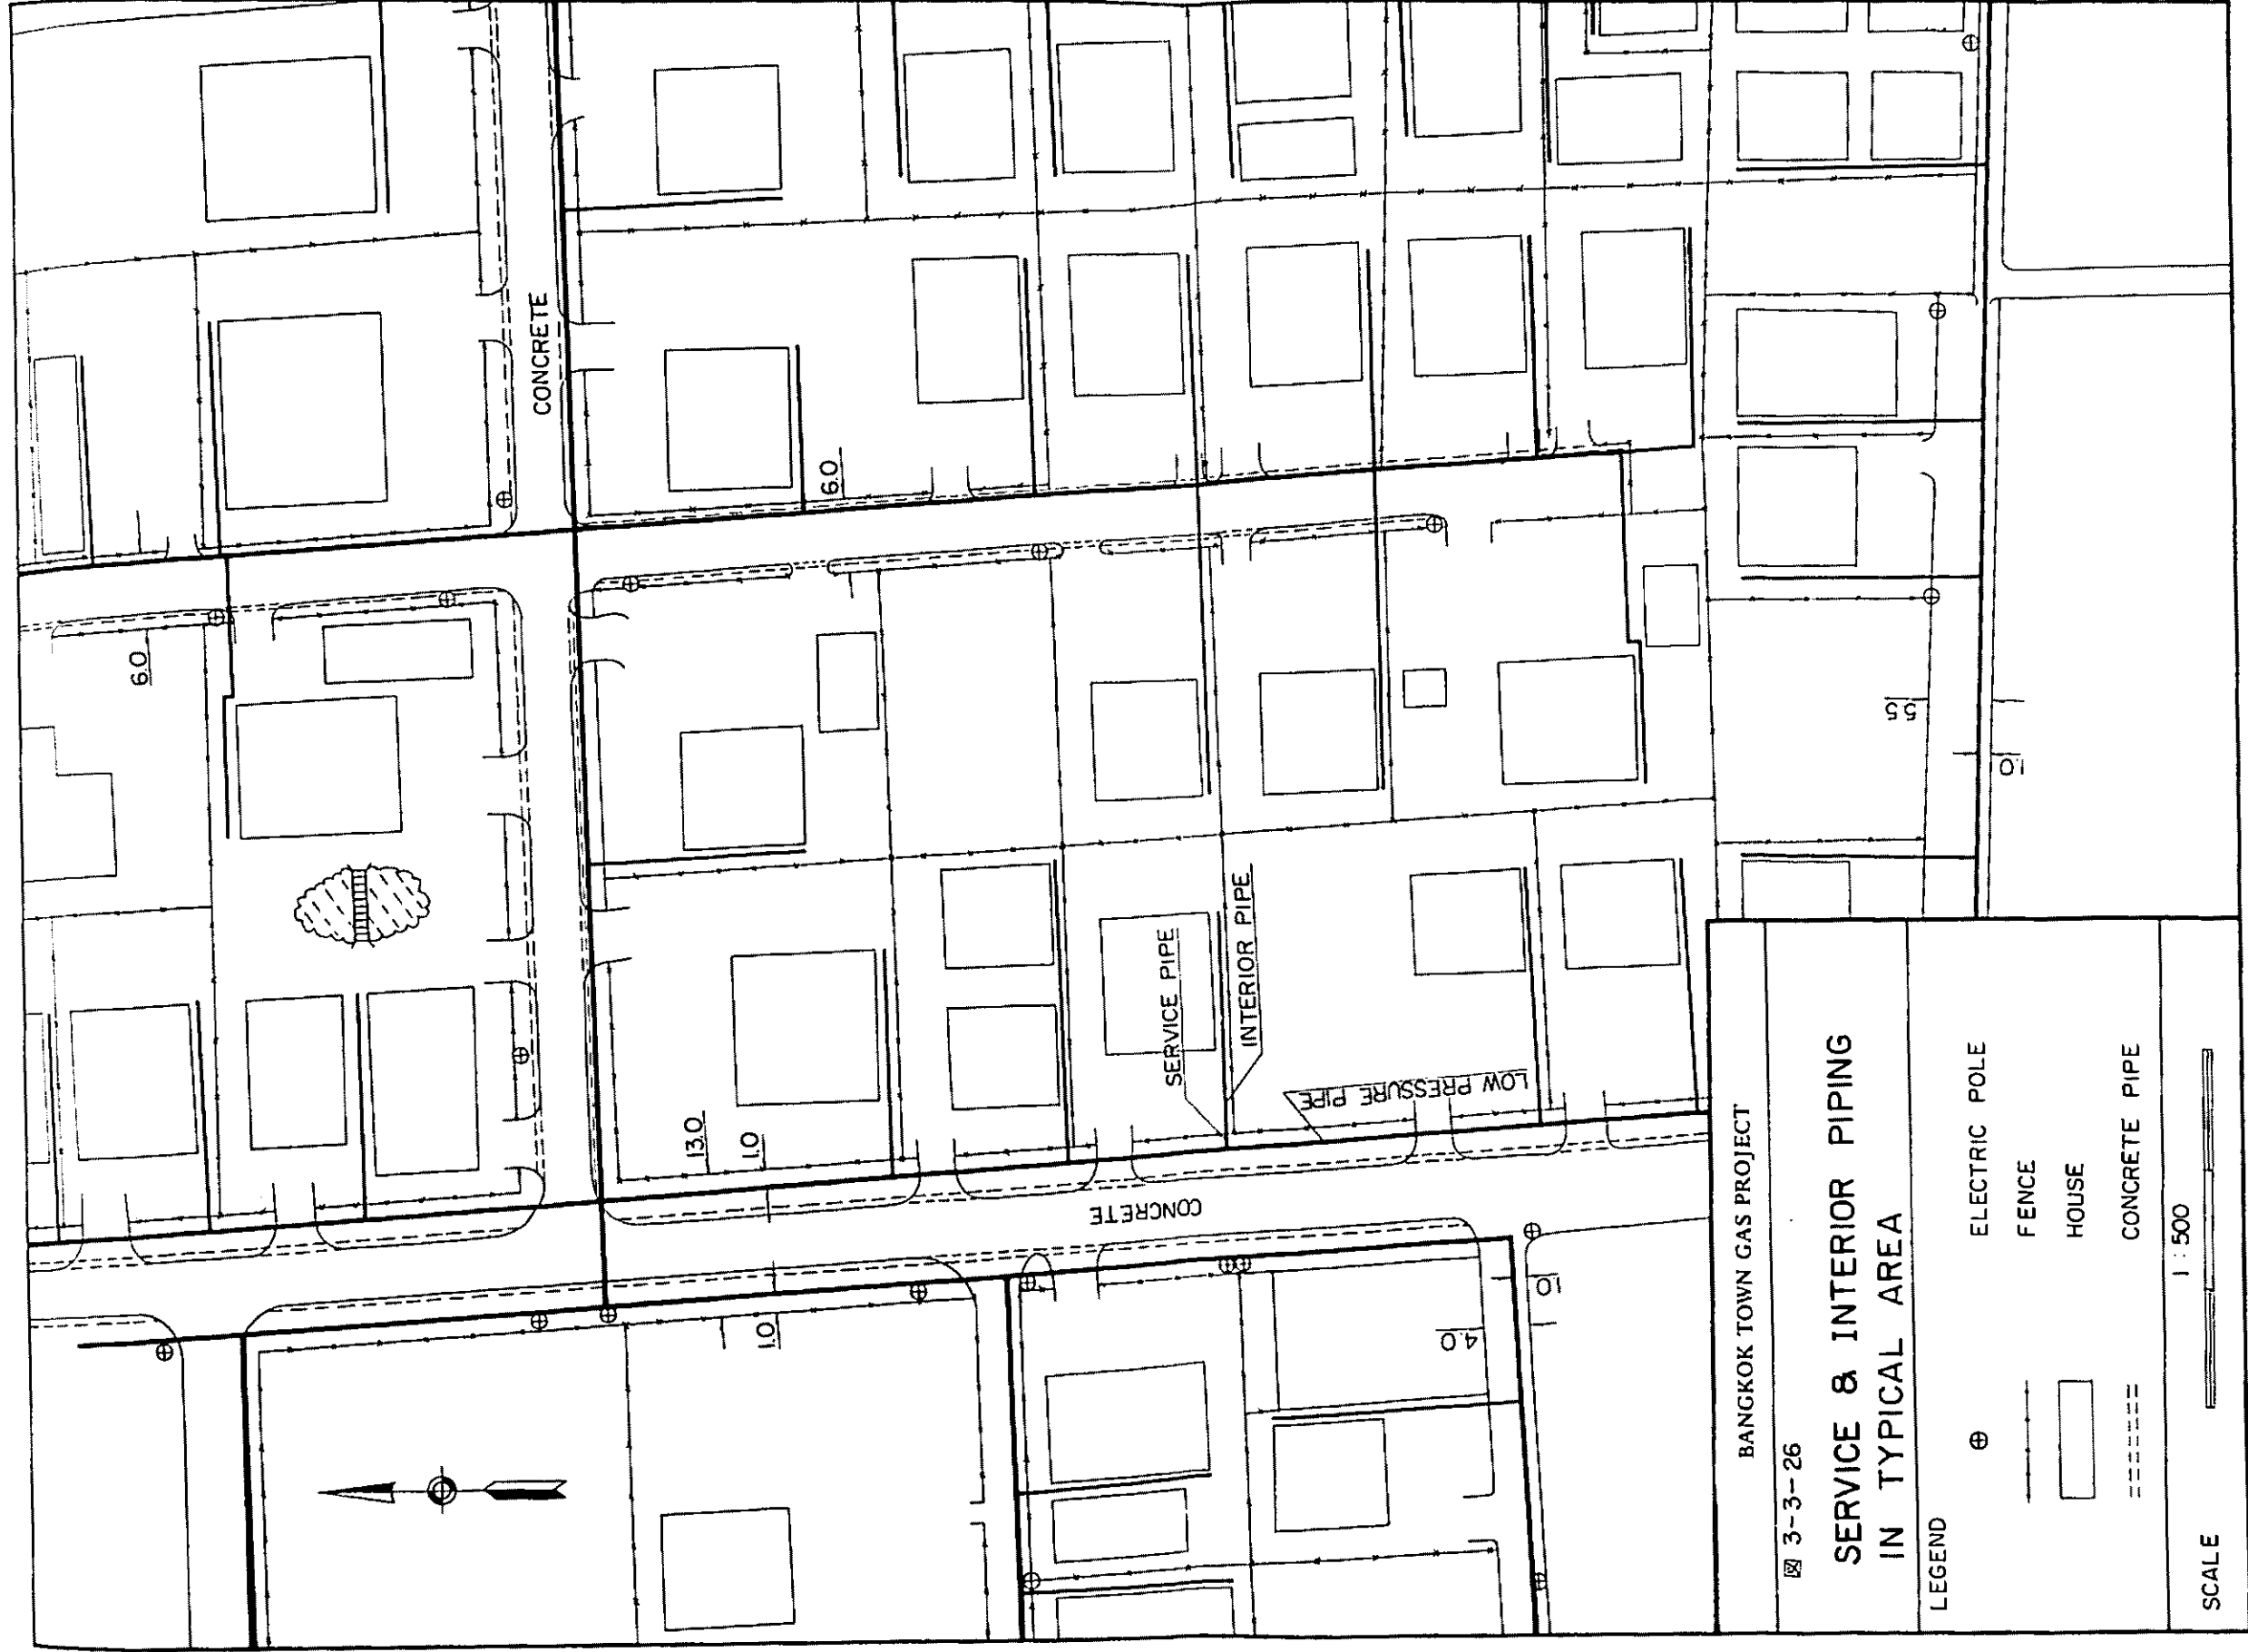 CONCRETE
6.0
6.0
13.0
1.0
1.0
CONCRETE
SERVICE PIPE
INTERIOR PIPE
LOW PRESSURE PIPE
4.0
1.0
5.5
1.0
BANGKOK TOWN GAS PROJECT
図 3-3-26
SERVICE & INTERIOR PIPING
IN TYPICAL AREA
LEGEND
ELECTRIC POLE
FENCE
HOUSE
CONCRETE PIPE
SCALE 1:500